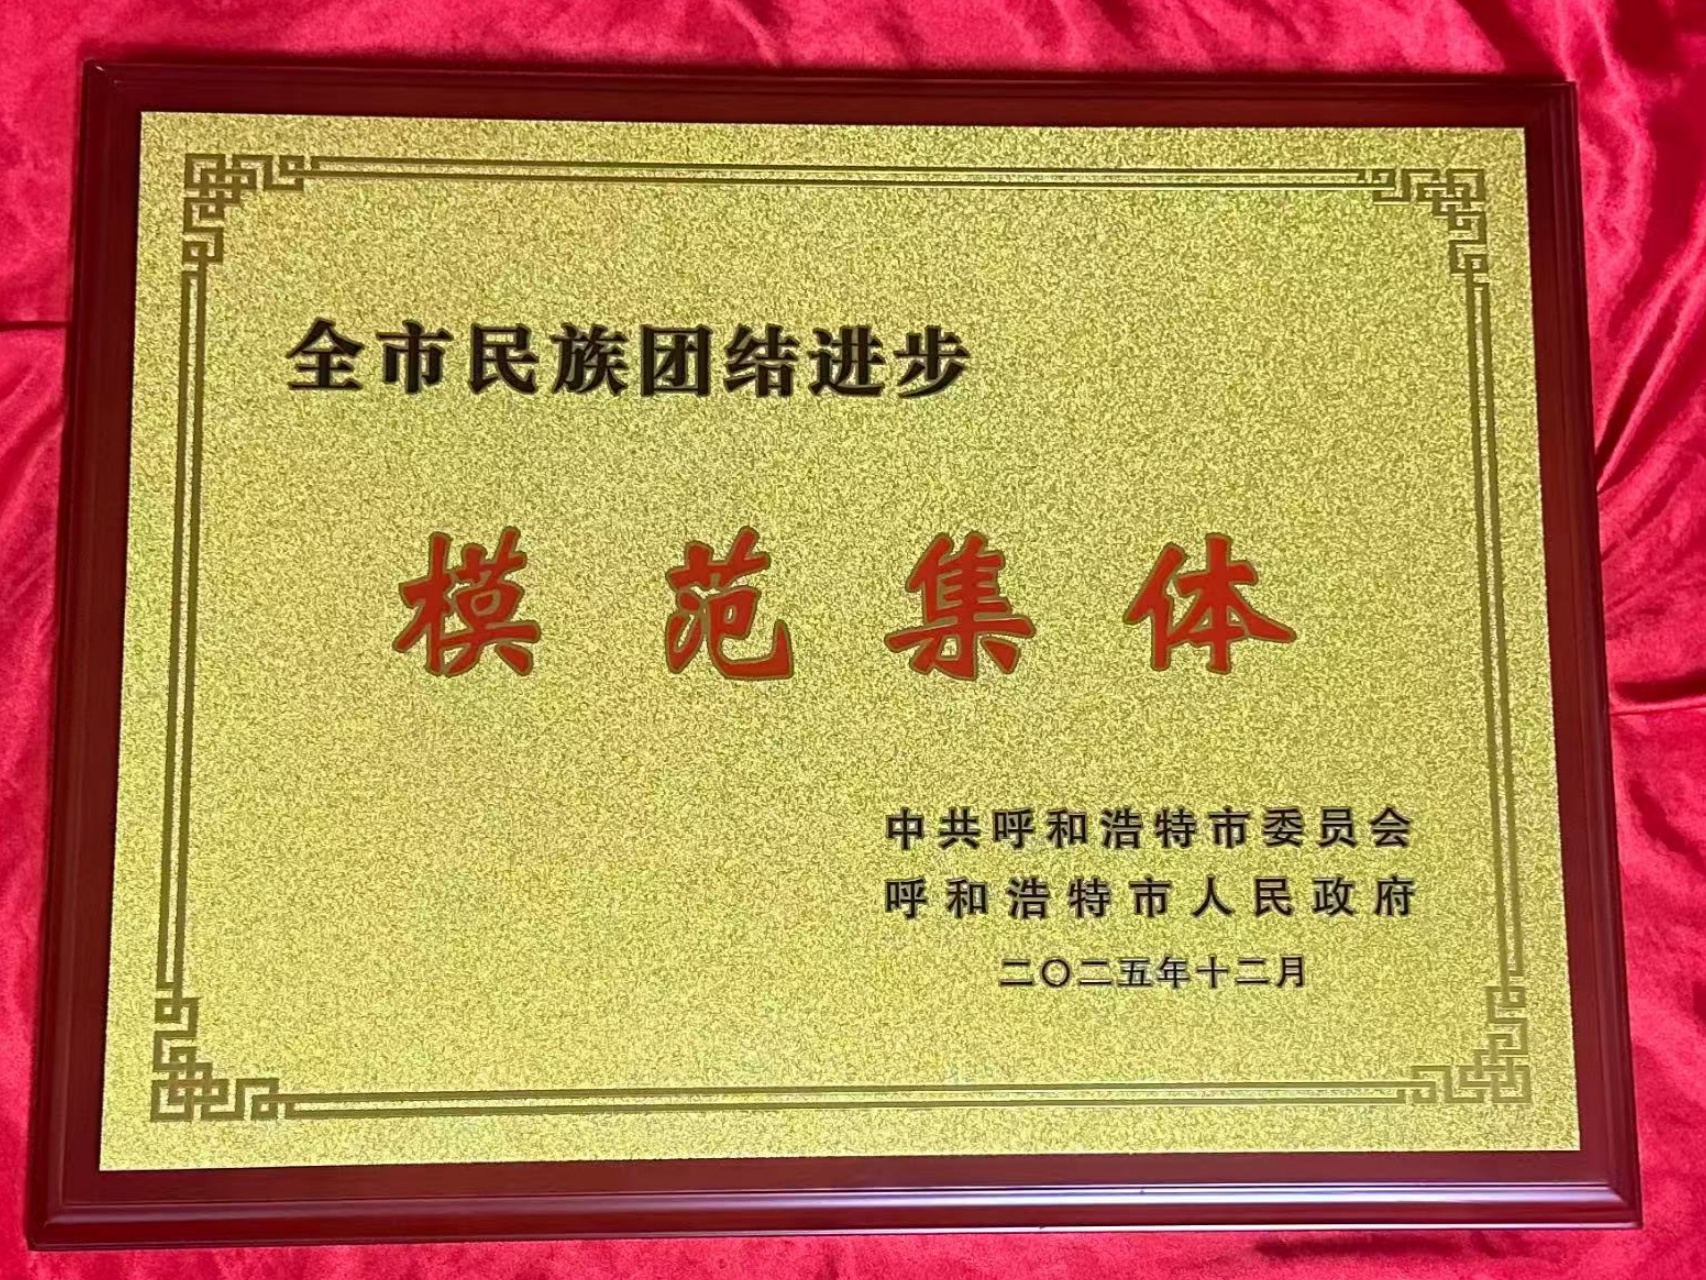 全市民族团结进步
模范集体
中共呼和浩特市委员会
呼和浩特市人民政府
二〇二五年十二月